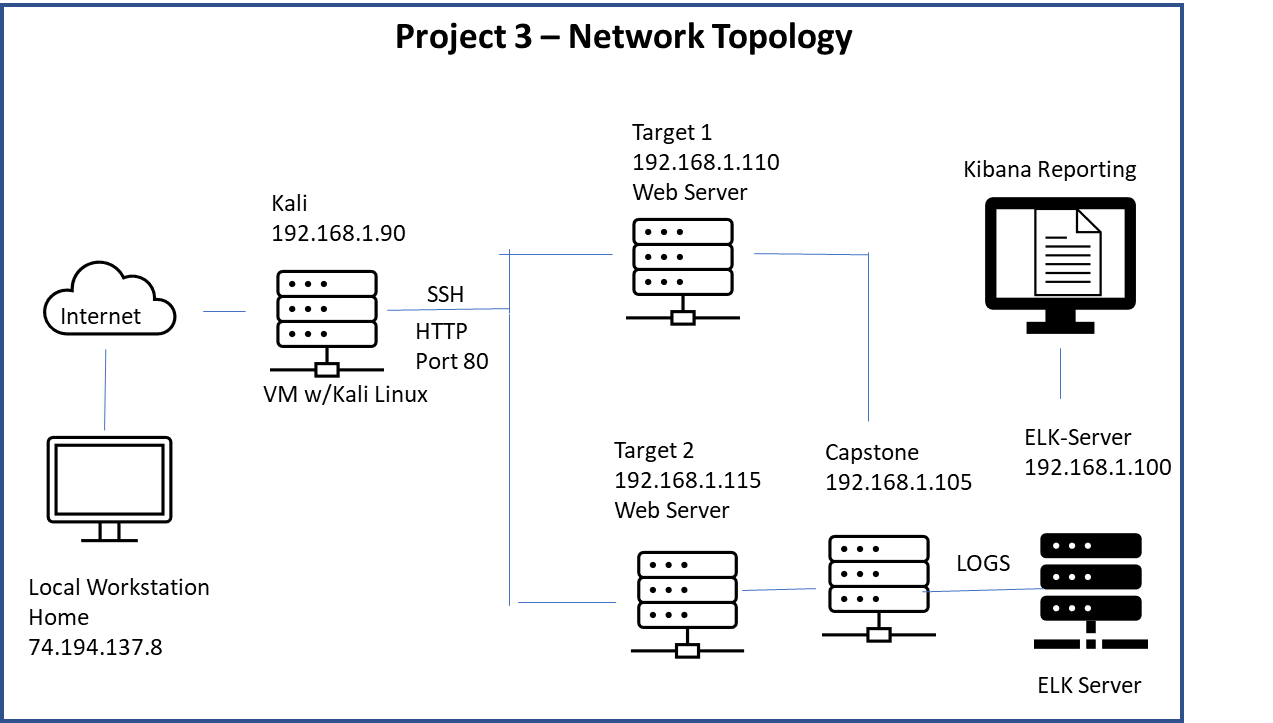 Project 3 – Network Topology
Target 1
192.168.1.110
Web Server
Kibana Reporting
Kali
192.168.1.90
SSH
HTTP
Port 80
Internet
VM w/Kali Linux
Target 2
192.168.1.115
Web Server
Capstone
192.168.1.105
ELK-Server
192.168.1.100
LOGS
Local Workstation
Home
74.194.137.8
ELK Server